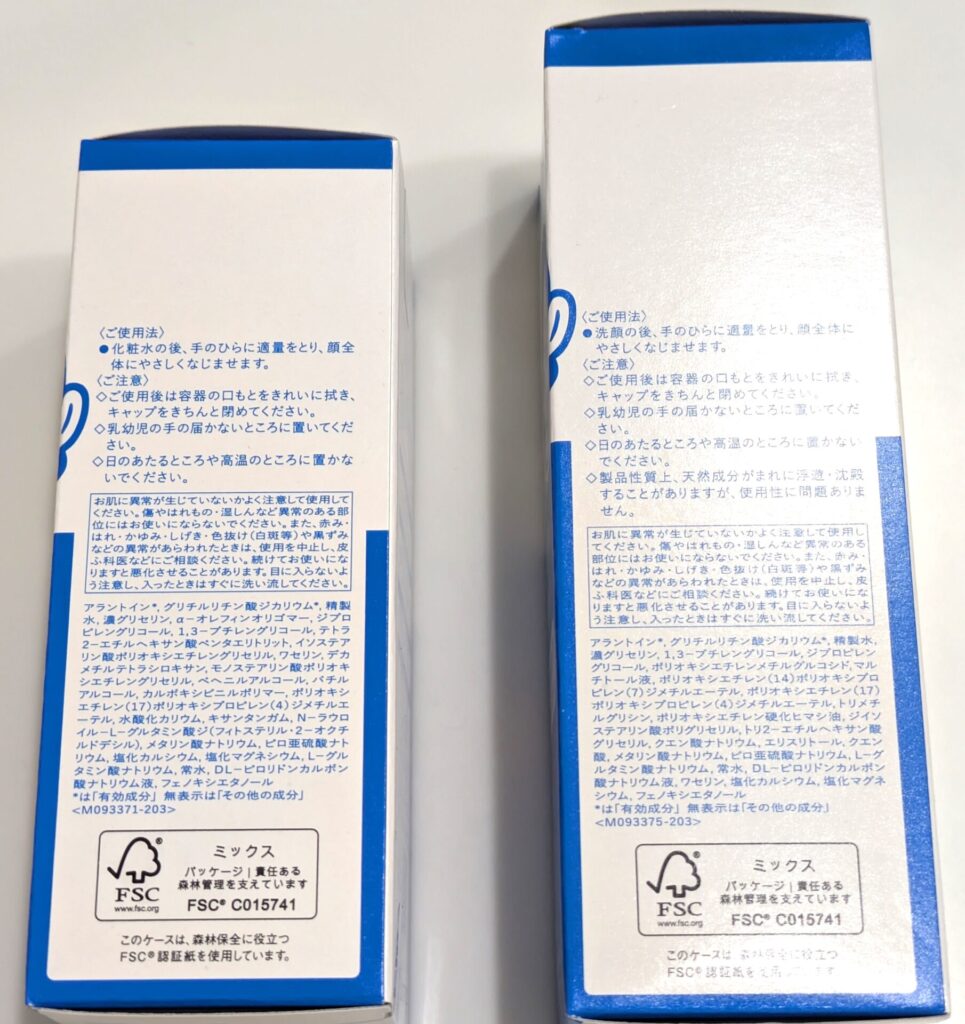 〈ご使用法〉
●化粧水の後、手のひらに適量をとり、顔全
体にやさしくなじませます。
〈ご注意〉
◇ご使用後は容器の口もとをきれいに拭き、
キャップをきちんと閉めてください。
◇乳幼児の手の届かないところに置いてくだ
さい。
◇日のあたるところや高温のところに置かな
いでください。
お肌に異常が生じていないかよく注意して使用して
ください。傷やはれもの・湿しんなど異常のある部
位にはお使いにならないでください。また、赤み・
はれ・かゆみ・しげき・色抜け(白斑等)や黒ずみ
などの異常があらわれたときは、使用を中止し、皮
ふ科医などにご相談ください。続けてお使いにな
りますと悪化させることがあります。目に入らないよ
う注意し、入ったときはすぐに洗い流してください。
アラントイン*, グリチルリチン酸ジカリウム*, 精製
水, 濃グリセリン, α-オレフィンオリゴマー, ジプロ
ピレングリコール, 1,3-ブチレングリコール, テトラ
2-エチルヘキサン酸ペンタエリトリット, イソステア
リン酸ポリオキシエチレングリセリル, ワセリン, デカ
メチルテトラシロキサン, モノステアリン酸ポリオキ
シエチレングリセリル, ベヘニルアルコール, バチル
アルコール, カルボキシビニルポリマー, ポリオキシ
エチレン(17)ポリオキシプロピレン(4)ジメチルエ
ーテル, 水酸化カリウム, キサンタンガム, N-ラウロ
イル-L-グルタミン酸ジ(フィトステリル・2-オクチ
ルドデシル), メタリン酸ナトリウム, ピロ亜硫酸ナト
リウム, 塩化カルシウム, 塩化マグネシウム, L-グル
タミン酸ナトリウム, 常水, DL-ピロリドンカルボン
酸ナトリウム液, フェノキシエタノール
*は「有効成分」 無表示は「その他の成分」
<M093371-203>
FSC®
www.fsc.org
ミックス
パッケージ|責任ある
森林管理を支えています
FSC® C015741
このケースは、森林保全に役立つ
FSC®認証紙を使用しています。
〈ご使用法〉
●洗顔の後、手のひらに適量をとり、顔全体に
やさしくなじませます。
〈ご注意〉
◇ご使用後は容器の口もとをきれいに拭き、
キャップをきちんと閉めてください。
◇乳幼児の手の届かないところに置いてくだ
さい。
◇日のあたるところや高温のところに置かない
でください。
◇製品性質上、天然成分がまれに浮遊・沈殿
することがありますが、使用性に問題ありま
せん。
お肌に異常が生じていないかよく注意して使用し
てください。傷やはれもの・湿しんなど異常のある
部位にはお使いにならないでください。また、赤み・
はれ・かゆみ・しげき・色抜け(白斑等)や黒ずみ
などの異常があらわれたときは、使用を中止し、皮
ふ科医などにご相談ください。続けてお使いにな
りますと悪化させることがあります。目に入らないよ
う注意し、入ったときはすぐに洗い流してください。
アラントイン*, グリチルリチン酸ジカリウム*, 精製水,
濃グリセリン, 1,3-ブチレングリコール, ジプロピレン
グリコール, ポリオキシエチレンメチルグルコシド, マル
チトール液, ポリオキシエチレン(14)ポリオキシプロ
ピレン(7)ジメチルエーテル, ポリオキシエチレン(17)
ポリオキシプロピレン(4)ジメチルエーテル, トリメチ
ルグリシン, ポリオキシエチレン硬化ヒマシ油, ジイソ
ステアリン酸ポリグリセリル, トリ2-エチルヘキサン酸
グリセリル, クエン酸ナトリウム, エリスリトール, クエン
酸, メタリン酸ナトリウム, ピロ亜硫酸ナトリウム, L-グ
ルタミン酸ナトリウム, 常水, DL-ピロリドンカルボン
酸ナトリウム液, ワセリン, 塩化カルシウム, 塩化マグネ
シウム, フェノキシエタノール
*は「有効成分」 無表示は「その他の成分」
<M093375-203>
FSC®
www.fsc.org
ミックス
パッケージ|責任ある
森林管理を支えています
FSC® C015741
このケースは、森林保全に役立つ
FSC®認証紙を使用しています。